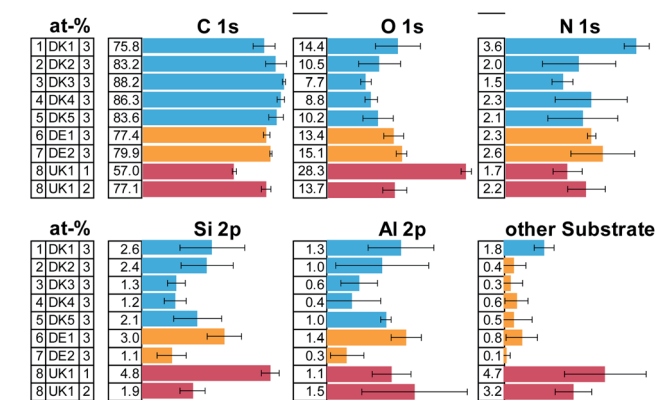 at-% C 1s O 1s N 1s
1 DK1 3 75.8 14.4 3.6
2 DK2 3 83.2 10.5 2.0
3 DK3 3 88.2 7.7 1.5
4 DK4 3 86.3 8.8 2.3
5 DK5 3 83.6 10.2 2.1
6 DE1 3 77.4 13.4 2.3
7 DE2 3 79.9 15.1 2.6
8 UK1 1 57.0 28.3 1.7
8 UK1 2 77.1 13.7 2.2
at-% Si 2p Al 2p other Substrate
1 DK1 3 2.6 1.3 1.8
2 DK2 3 2.4 1.0 0.4
3 DK3 3 1.3 0.6 0.3
4 DK4 3 1.2 0.4 0.6
5 DK5 3 2.1 1.0 0.5
6 DE1 3 3.0 1.4 0.8
7 DE2 3 1.1 0.3 0.1
8 UK1 1 4.8 1.1 4.7
8 UK1 2 1.9 1.5 3.2